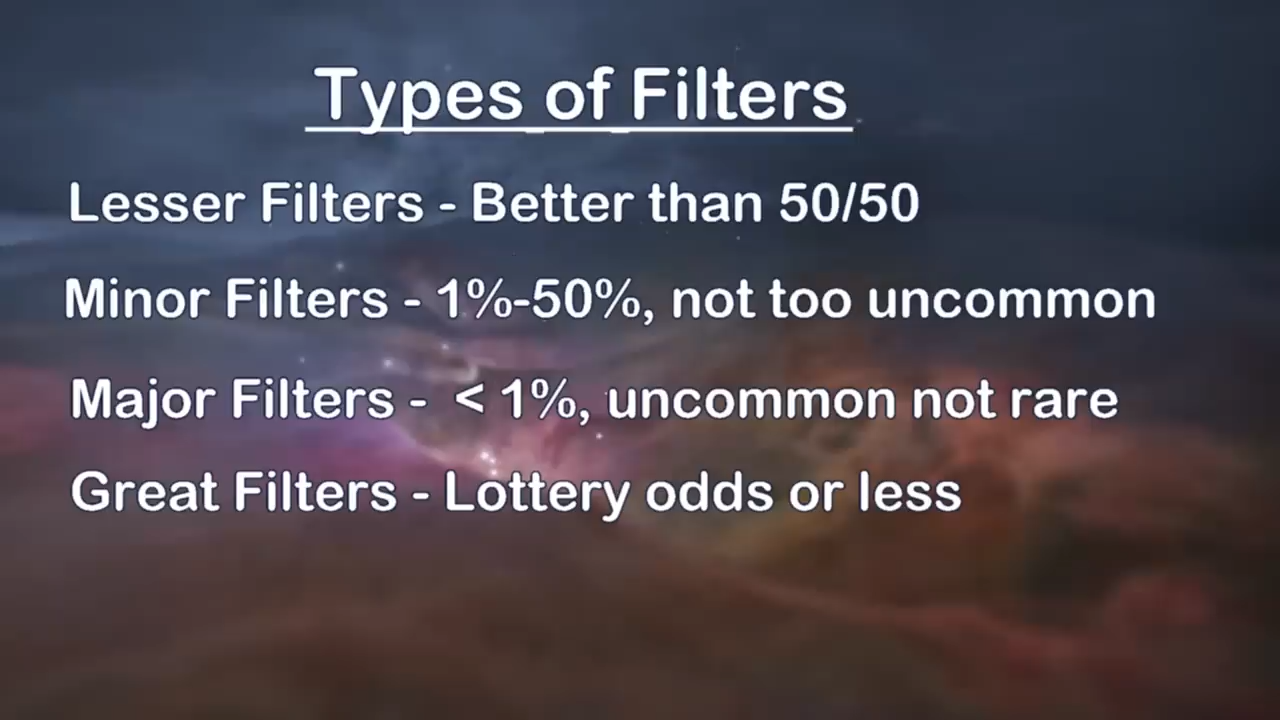 Types of Filters
Lesser Filters - Better than 50/50
Minor Filters - 1%-50%, not too uncommon
Major Filters - < 1%, uncommon not rare
Great Filters - Lottery odds or less